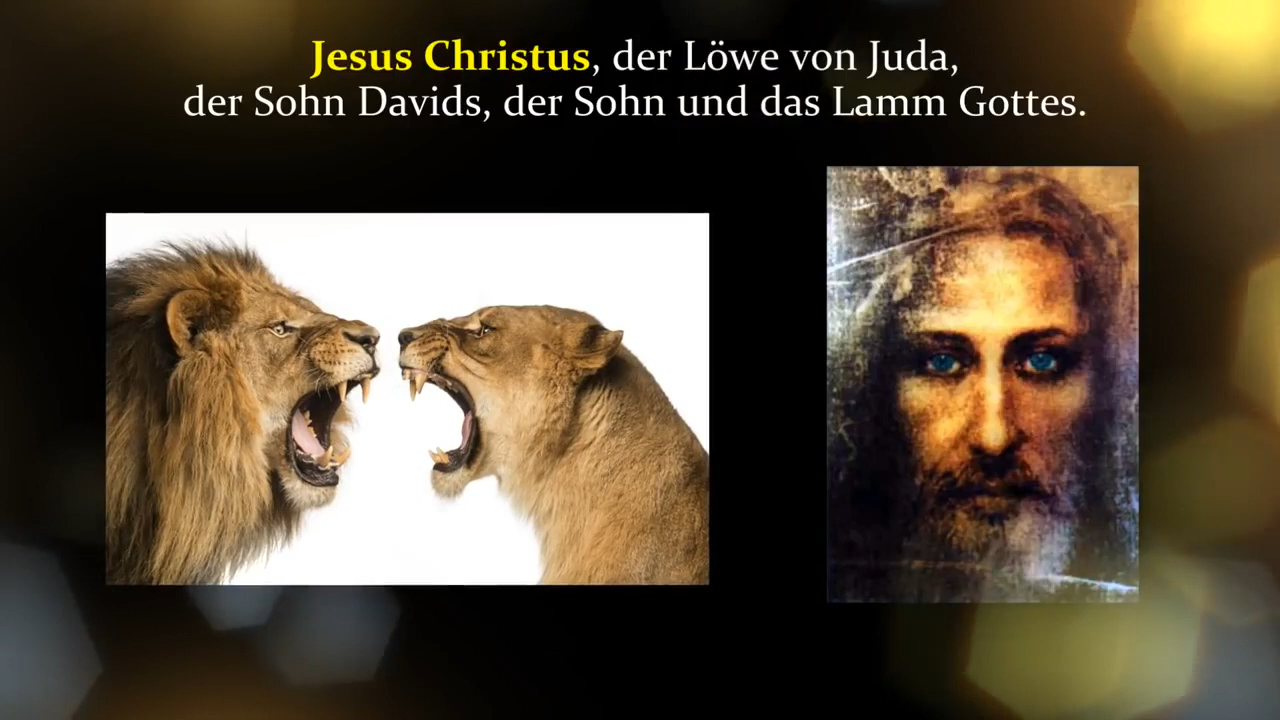 Jesus Christus, der Löwe von Juda,
der Sohn Davids, der Sohn und das Lamm Gottes.